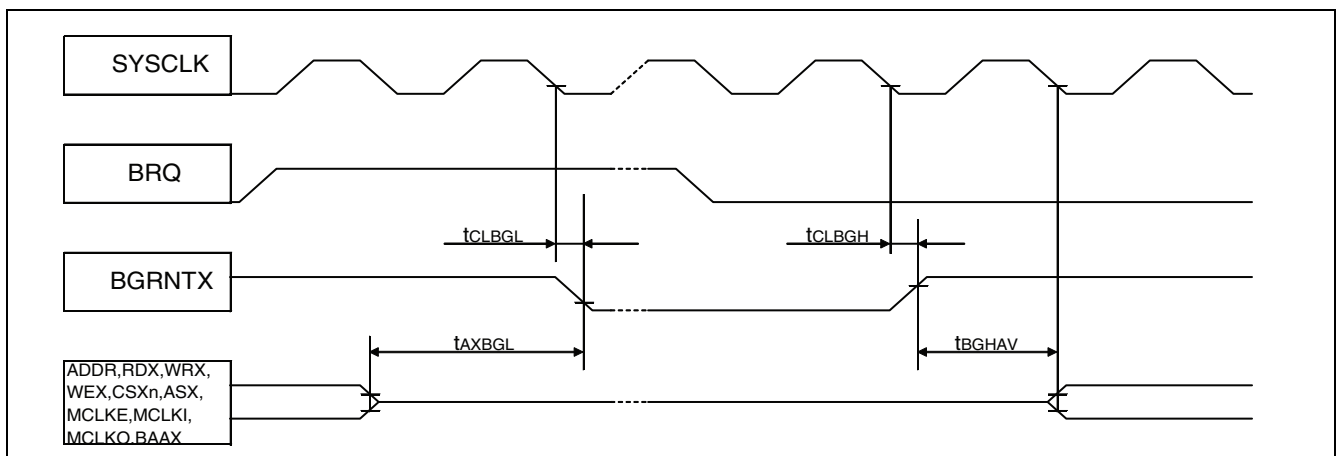 SYSCLK
BRQ
tCLBGL
tCLBGH
BGRNTX
tAXBGL
tBGHAV
ADDR,RDX,WRX,
WEX,CSXn,ASX,
MCLKE,MCLKI,
MCLKO,BAAX